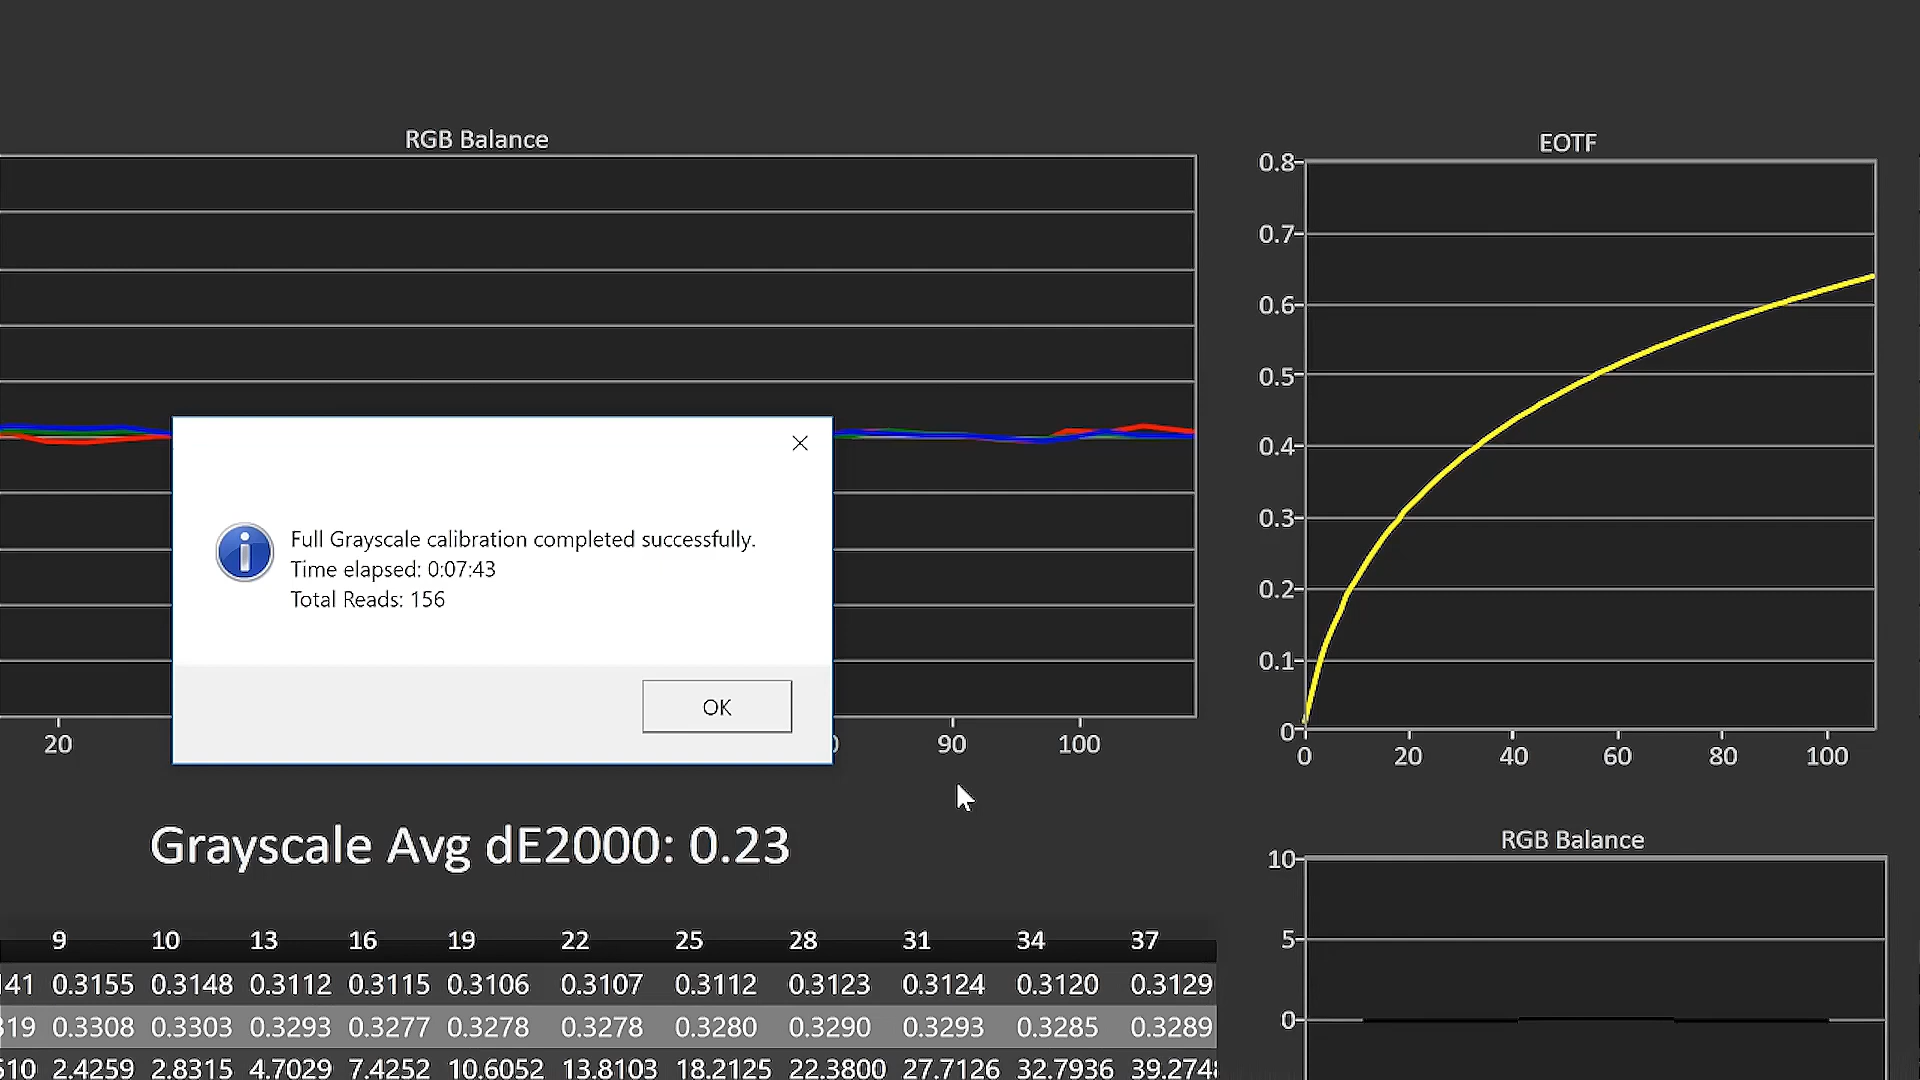 RGB Balance
EOTF
0.8
0.7
0.6
0.5
0.4
0.3
0.2
0.1
0
0 20 40 60 80 100
Full Grayscale calibration completed successfully.
Time elapsed: 0:07:43
Total Reads: 156
OK
20 90 100
Grayscale Avg dE2000: 0.23
RGB Balance
10
5
0
9 10 13 16 19 22 25 28 31 34 37
141 0.3155 0.3148 0.3112 0.3115 0.3106 0.3107 0.3112 0.3123 0.3124 0.3120 0.3129
319 0.3308 0.3303 0.3293 0.3277 0.3278 0.3278 0.3280 0.3290 0.3293 0.3285 0.3289
510 2.4259 2.8315 4.7029 7.4252 10.6052 13.8103 18.2125 22.3800 27.7126 32.7936 39.274